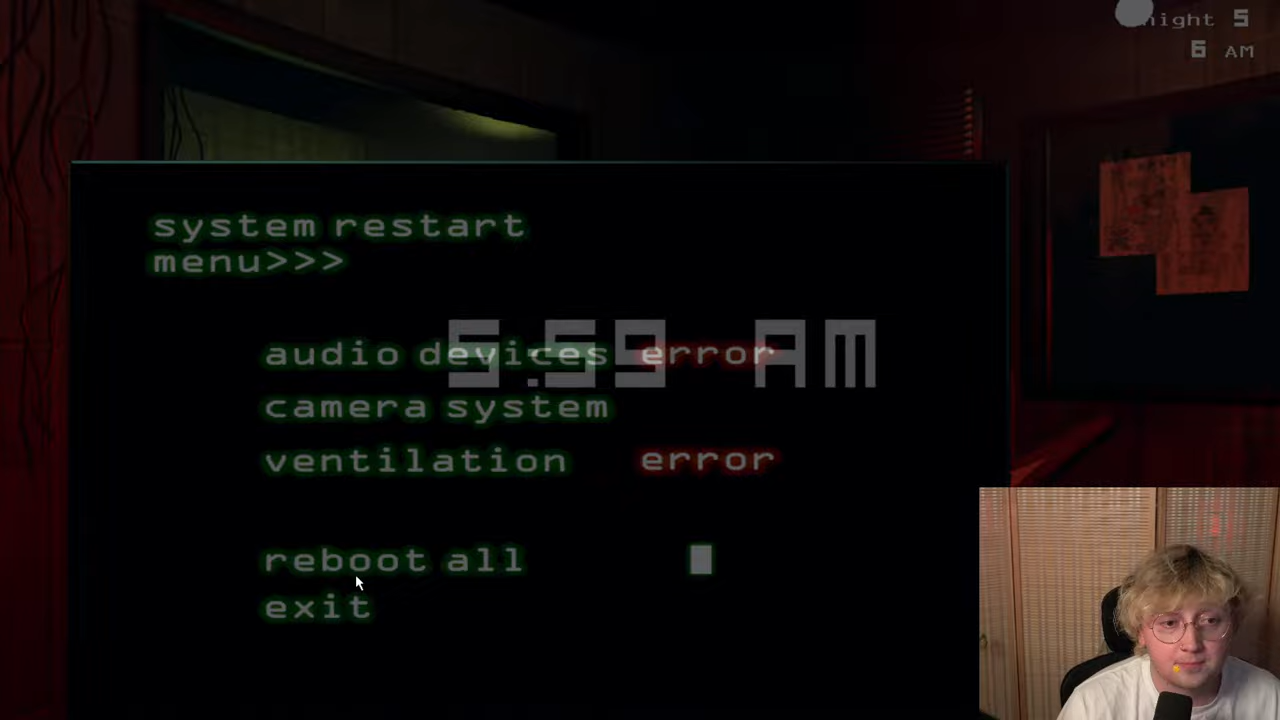 night 5
6 AM
system restart
menu>>>
5:59 AM
audio devices error
camera system
ventilation error
reboot all
exit